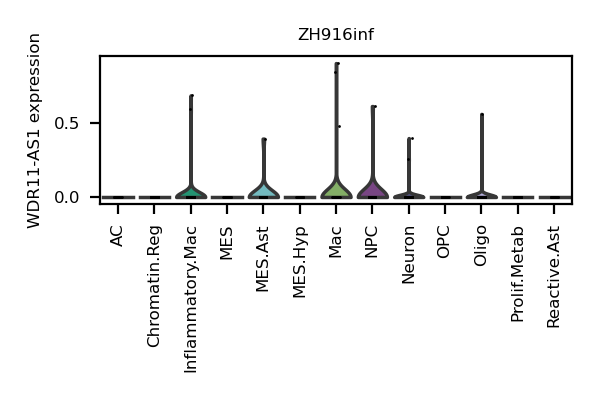 ZH916inf
WDR11-AS1 expression
0.5
0.0
AC
Chromatin.Reg
Inflammatory.Mac
MES
MES.Ast
MES.Hyp
Mac
NPC
Neuron
OPC
Oligo
Prolif.Metab
Reactive.Ast